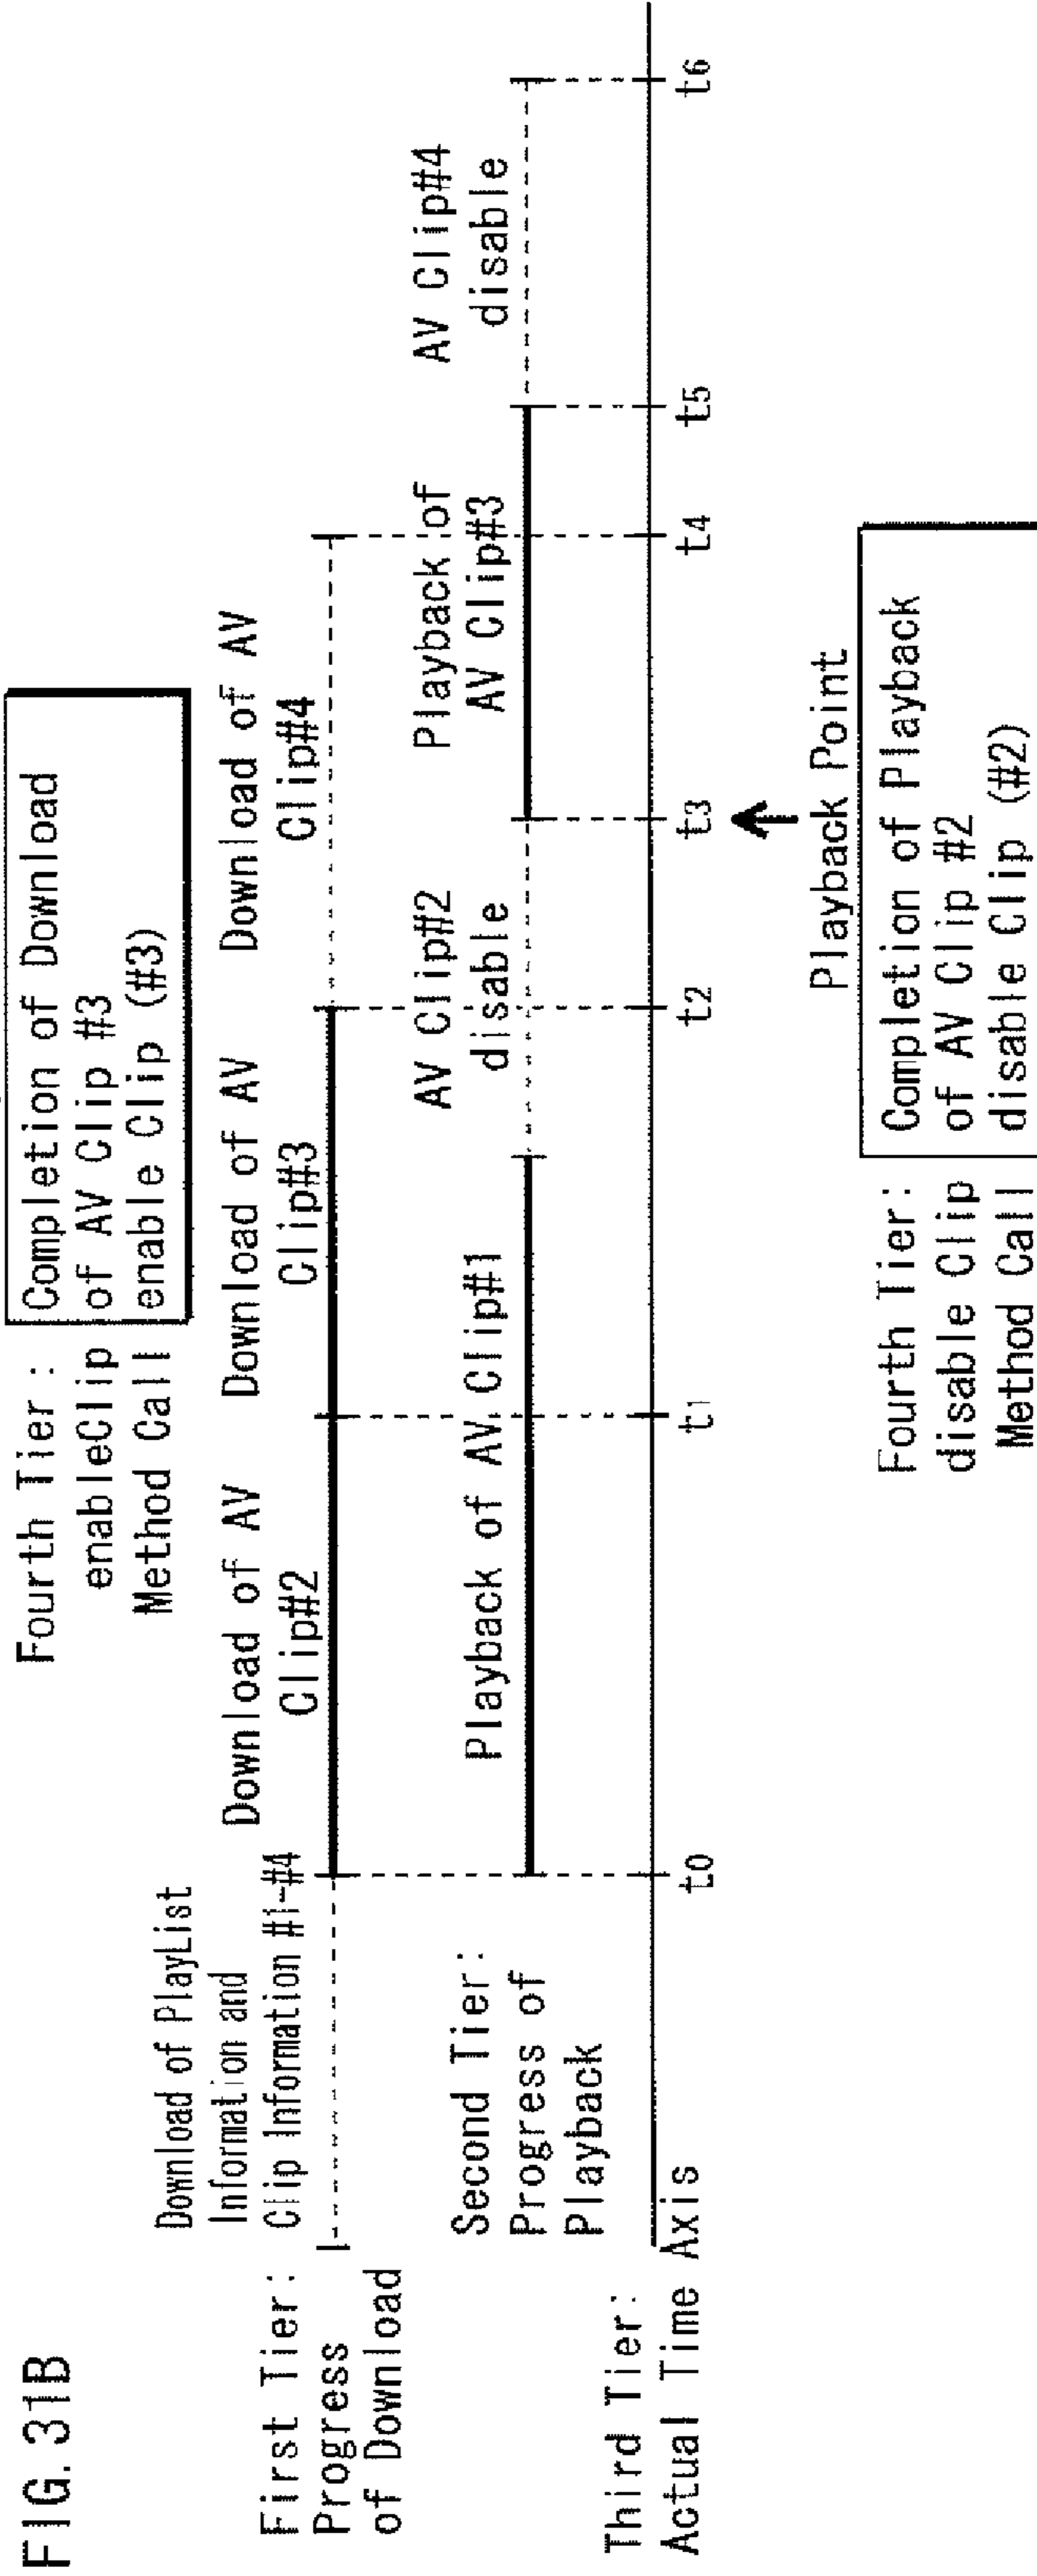 FIG. 31B
Fourth Tier:
enableClip
Method Call
Completion of Download
of AV Clip #3
enable Clip (#3)
Download of PlayList
Information and
Clip Information #1-#4
Download of AV
Clip#2
Download of AV
Clip#3
Download of AV
Clip#4
First Tier:
Progress
of Download
Second Tier:
Progress of
Playback
Playback of AV Clip#1
AV Clip#2
disable
Playback of
AV Clip#3
AV Clip#4
disable
Third Tier:
Actual Time Axis
t0
t1
t2
t3
t4
t5
t6
Playback Point
Fourth Tier:
disable Clip
Method Call
Completion of Playback
of AV Clip #2
disable Clip (#2)